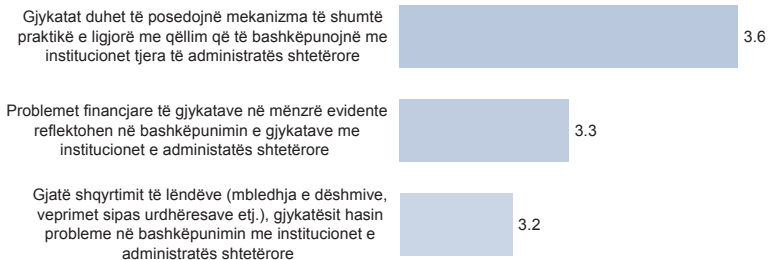 Gjykatat duhet të posedojnë mekanizma të shumtë
praktikë e ligjorë me qëllim që të bashkëpunojnë me
institucionet tjera të administratës shtetërore
3.6
Problemet financjare të gjykatave në mënzrë evidente
reflektohen në bashkëpunimin e gjykatave me
institucionet e administatës shtetërore
3.3
Gjatë shqyrtimit të lëndëve (mbledhja e dëshmive,
veprimet sipas urdhëresave etj.), gjykatësit hasin
probleme në bashkëpunimin me institucionet e
administratës shtetërore
3.2